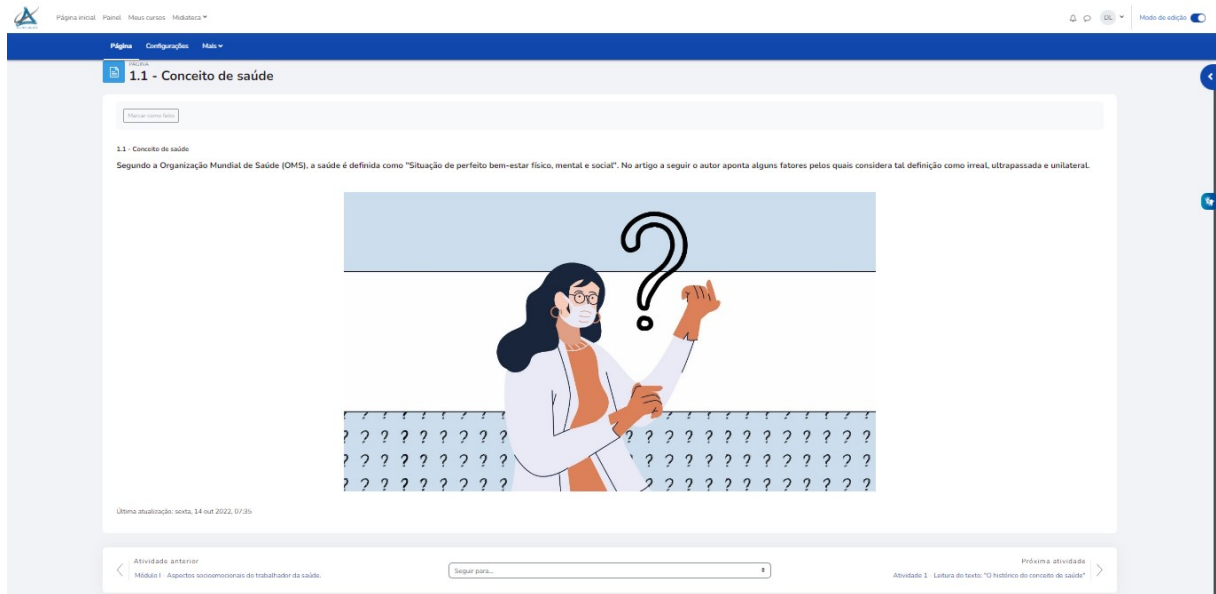 Página inicial Painel Meus cursos Midiateca
DL
Modo de edição
Página Configurações Mais
PÁGINA
1.1 - Conceito de saúde
Marcar como feito
1.1 - Conceito de saúde
Segundo a Organização Mundial de Saúde (OMS), a saúde é definida como "Situação de perfeito bem-estar físico, mental e social". No artigo a seguir o autor aponta alguns fatores pelos quais considera tal definição como irreal, ultrapassada e unilateral.
?
? ? ? ? ? ? ? ? ? ? ? ? ? ? ? ? ? ? ?
? ? ? ? ? ? ? ? ? ? ? ? ? ? ? ? ? ? ? ? ? ?
? ? ? ? ? ? ? ? ? ? ? ? ? ? ? ? ? ? ? ? ?
? ? ? ? ? ? ? ? ? ? ? ? ? ? ? ? ? ? ? ? ?
Última atualização: sexta, 14 out 2022, 07:35
Atividade anterior
Módulo I - Aspectos socioemocionais do trabalhador da saúde.
Seguir para...
Próxima atividade
Atividade 1 - Leitura do texto: "O histórico do conceito de saúde"